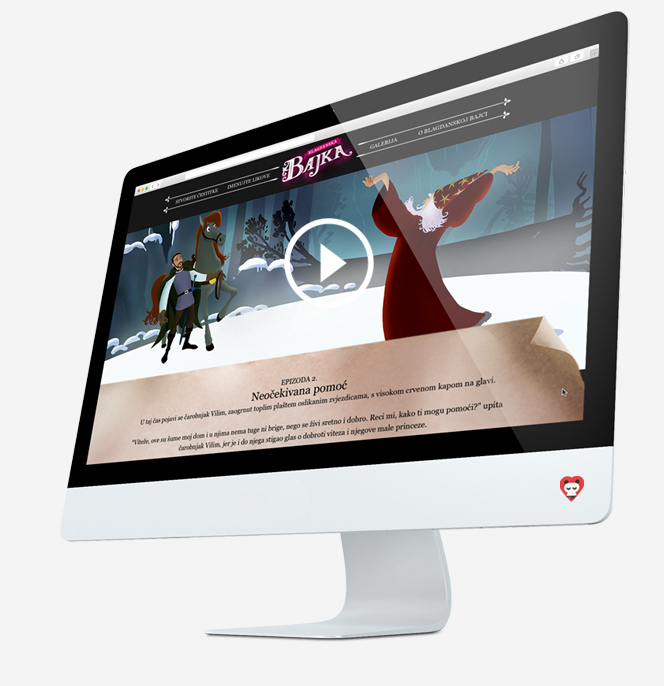 STVORITE ČESTITKE
IMENUJTE LIKOVE
BLAGDANSKA
BAJKA
GALERIJA
O BLAGDANSKOJ BAJCI
EPIZODA 2.
Neočekivana pomoć
U taj čas pojavi se čarobnjak Vilim, zaogrnut toplim plaštem oslikanim zvjezdicama, s visokom crvenom kapom na glavi.
"Viteže, ove su šume moj dom i u njima nema tuge ni brige, nego se živi sretno i dobro. Reci mi, kako ti mogu pomoći?" upita
čarobnjak Vilim, jer je i do njega stigao glas o dobroti viteza i njegove male princeze.